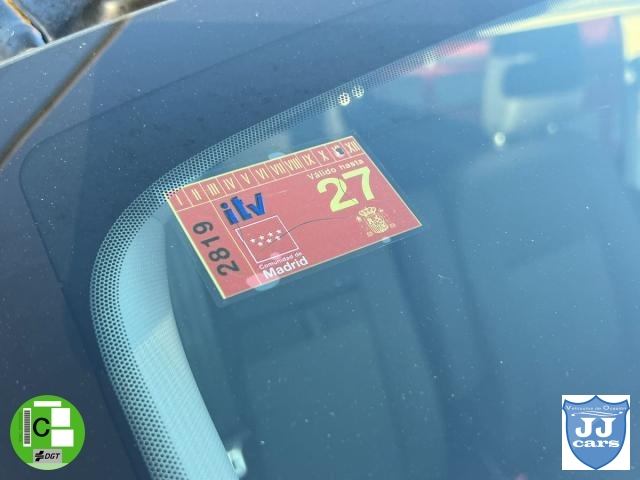 I II III IV V VI VII VIII IX X XII
Válido hasta
itv 27
2819
Comunidad de
Madrid
C
DGT
Vehículos de Ocasión
JJ
cars